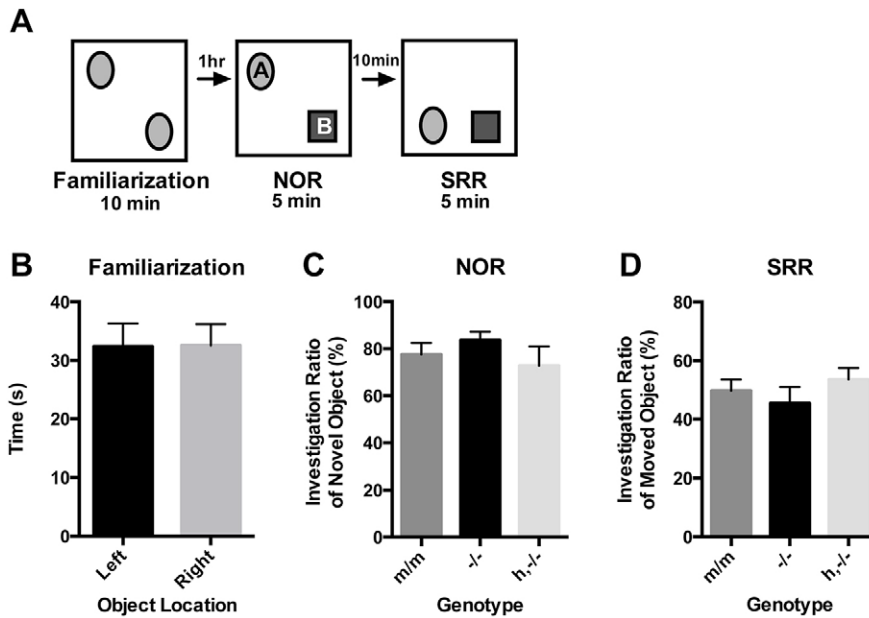 A
1hr
10min
A
B
Familiarization
10 min
NOR
5 min
SRR
5 min
B
Familiarization
Time (s)
40
30
20
10
0
Left
Right
Object Location
C
NOR
Investigation Ratio
of Novel Object (%)
100
80
60
40
20
0
m/m
-/-
h,-/-
Genotype
D
SRR
Investigation Ratio
of Moved Object (%)
80
60
40
20
0
m/m
-/-
h,-/-
Genotype